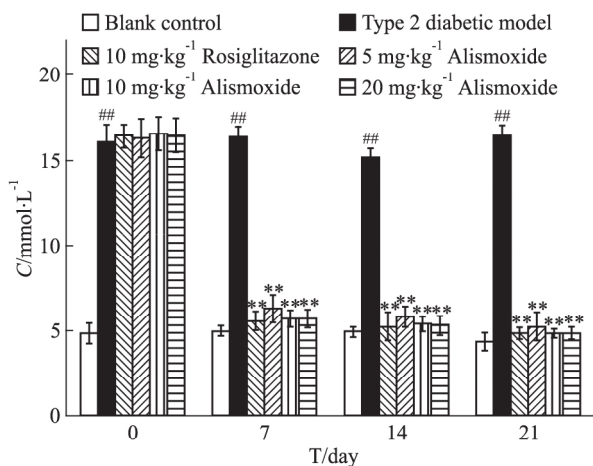 Blank control
Type 2 diabetic model
10 mg·kg⁻¹ Rosiglitazone
5 mg·kg⁻¹ Alismoxide
10 mg·kg⁻¹ Alismoxide
20 mg·kg⁻¹ Alismoxide
20
15
10
5
0
C/mmol·L⁻¹
## ## ## ##
** ** ** **
** ** ** **
** ** ** **
0 7 14 21
T/day